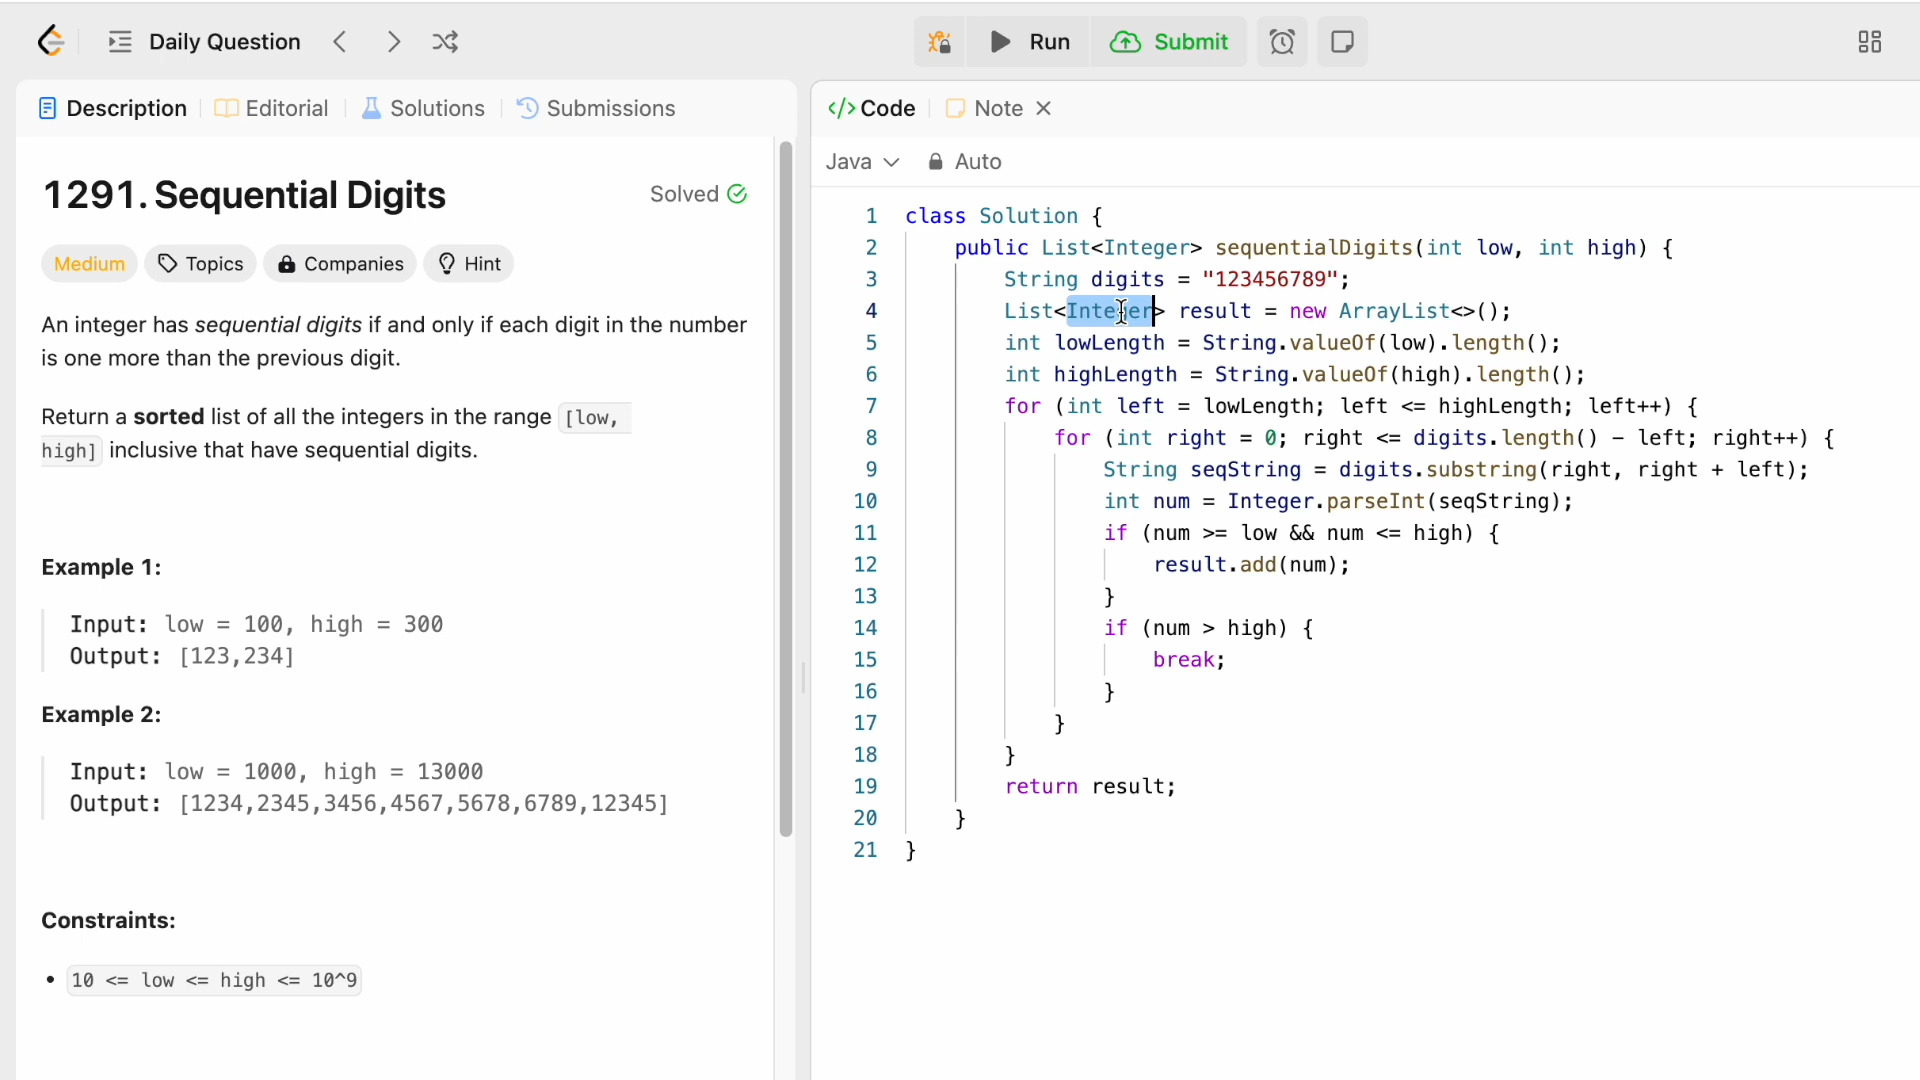 Daily Question
Run
Submit
Description
Editorial
Solutions
Submissions
1291. Sequential Digits
Solved
Medium
Topics
Companies
Hint
An integer has sequential digits if and only if each digit in the number
is one more than the previous digit.
Return a sorted list of all the integers in the range [low,
high] inclusive that have sequential digits.
Example 1:
Input: low = 100, high = 300
Output: [123,234]
Example 2:
Input: low = 1000, high = 13000
Output: [1234,2345,3456,4567,5678,6789,12345]
Constraints:
• 10 <= low <= high <= 10^9
</> Code
Note
Java
Auto
1 class Solution {
2 public List<Integer> sequentialDigits(int low, int high) {
3 String digits = "123456789";
4 List<Integer> result = new ArrayList<>();
5 int lowLength = String.valueOf(low).length();
6 int highLength = String.valueOf(high).length();
7 for (int left = lowLength; left <= highLength; left++) {
8 for (int right = 0; right <= digits.length() - left; right++) {
9 String seqString = digits.substring(right, right + left);
10 int num = Integer.parseInt(seqString);
11 if (num >= low && num <= high) {
12 result.add(num);
13 }
14 if (num > high) {
15 break;
16 }
17 }
18 }
19 return result;
20 }
21 }